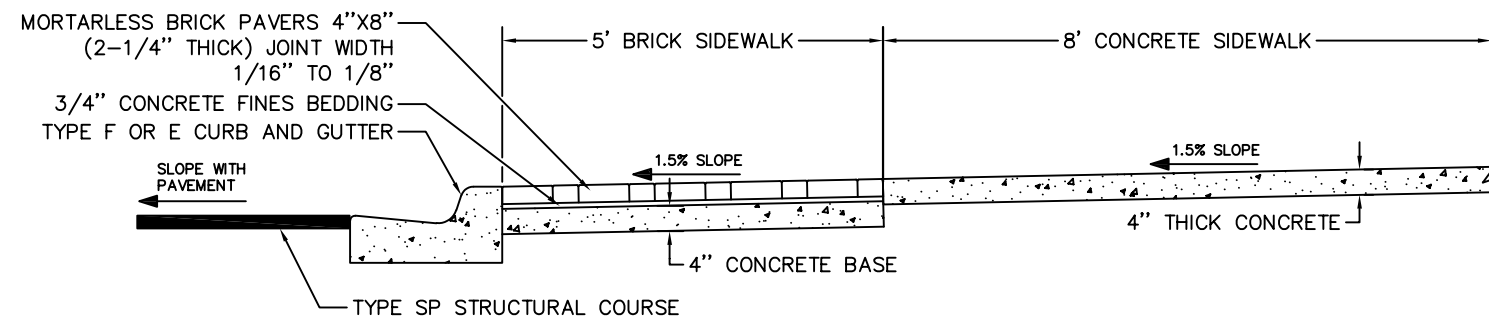 MORTARLESS BRICK PAVERS 4"X8"
(2-1/4" THICK) JOINT WIDTH
1/16" TO 1/8"
3/4" CONCRETE FINES BEDDING
TYPE F OR E CURB AND GUTTER
5' BRICK SIDEWALK
8' CONCRETE SIDEWALK
SLOPE WITH
PAVEMENT
1.5% SLOPE
1.5% SLOPE
4" THICK CONCRETE
4" CONCRETE BASE
TYPE SP STRUCTURAL COURSE